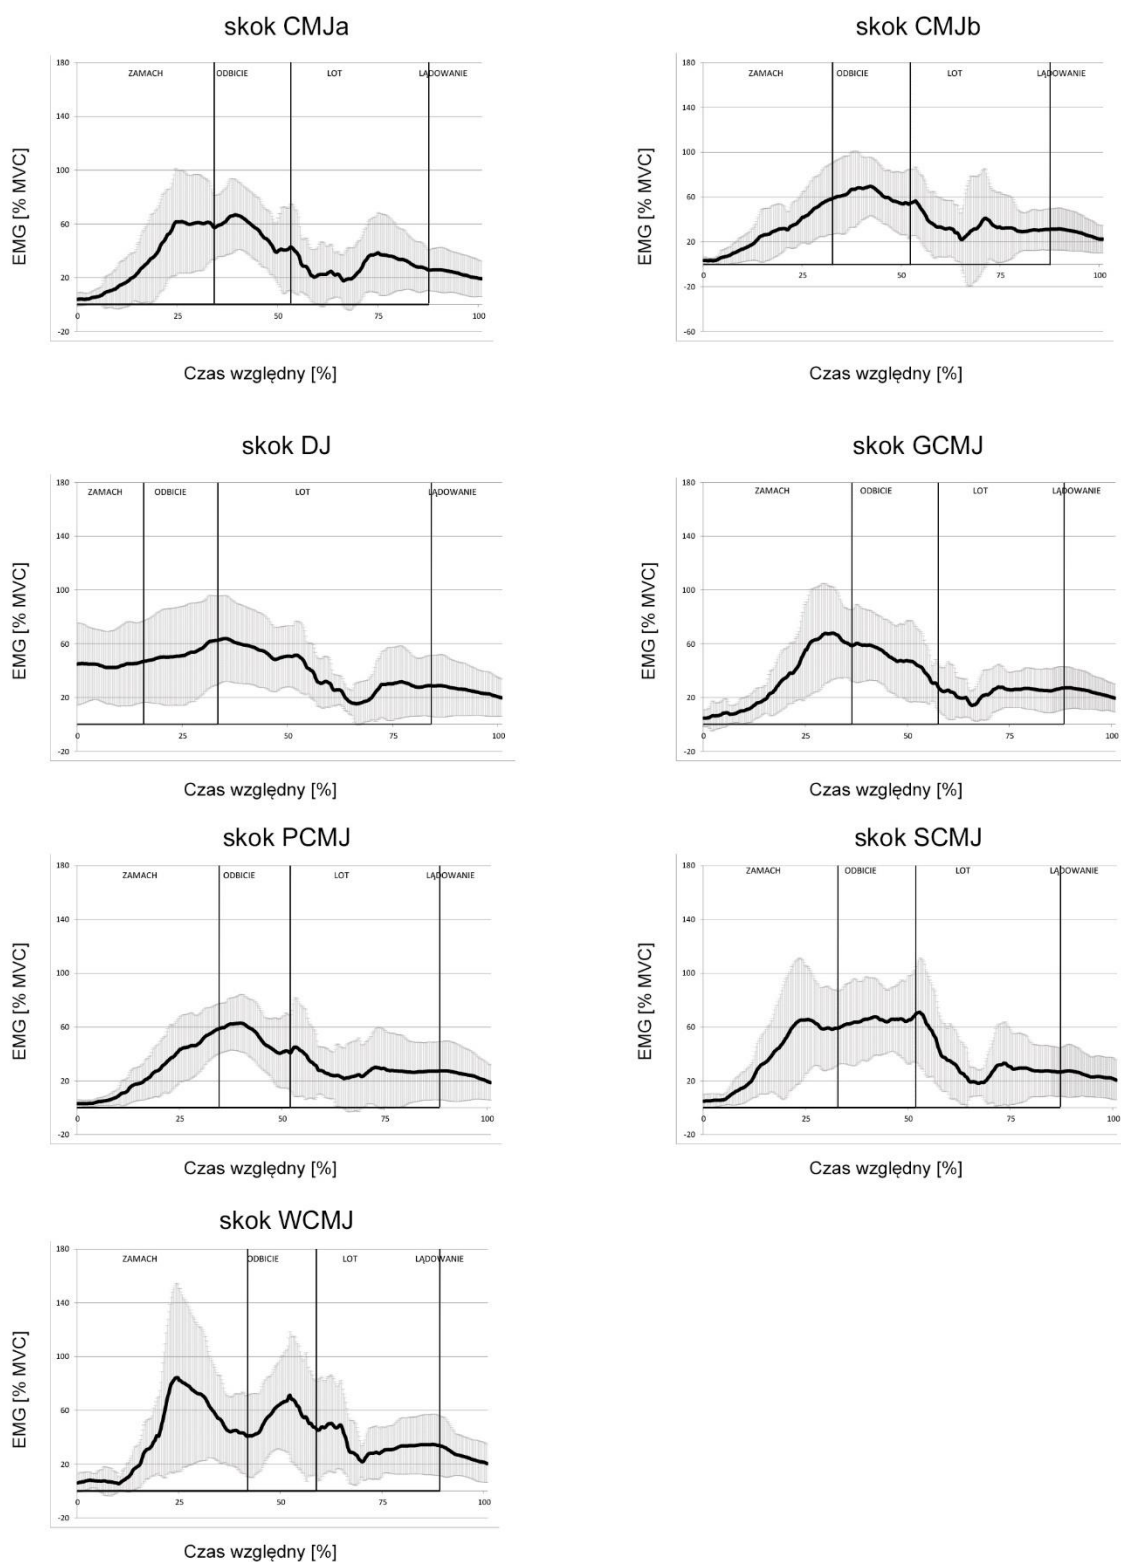 skok CMJa
ZAMACH ODBICIE LOT LĄDOWANIE
180
140
100
60
20
-20
0 25 50 75 100
EMG [% MVC]
Czas względny [%]
skok CMJb
ZAMACH ODBICIE LOT LĄDOWANIE
180
140
100
60
20
-20
-60
0 25 50 75 100
EMG [% MVC]
Czas względny [%]
skok DJ
ZAMACH ODBICIE LOT LĄDOWANIE
180
140
100
60
20
-20
0 25 50 75 100
EMG [% MVC]
Czas względny [%]
skok GCMJ
ZAMACH ODBICIE LOT LĄDOWANIE
180
140
100
60
20
-20
0 25 50 75 100
EMG [% MVC]
Czas względny [%]
skok PCMJ
ZAMACH ODBICIE LOT LĄDOWANIE
180
140
100
60
20
-20
0 25 50 75 100
EMG [% MVC]
Czas względny [%]
skok SCMJ
ZAMACH ODBICIE LOT LĄDOWANIE
180
140
100
60
20
-20
0 25 50 75 100
EMG [% MVC]
Czas względny [%]
skok WCMJ
ZAMACH ODBICIE LOT LĄDOWANIE
180
140
100
60
20
-20
0 25 50 75 100
EMG [% MVC]
Czas względny [%]